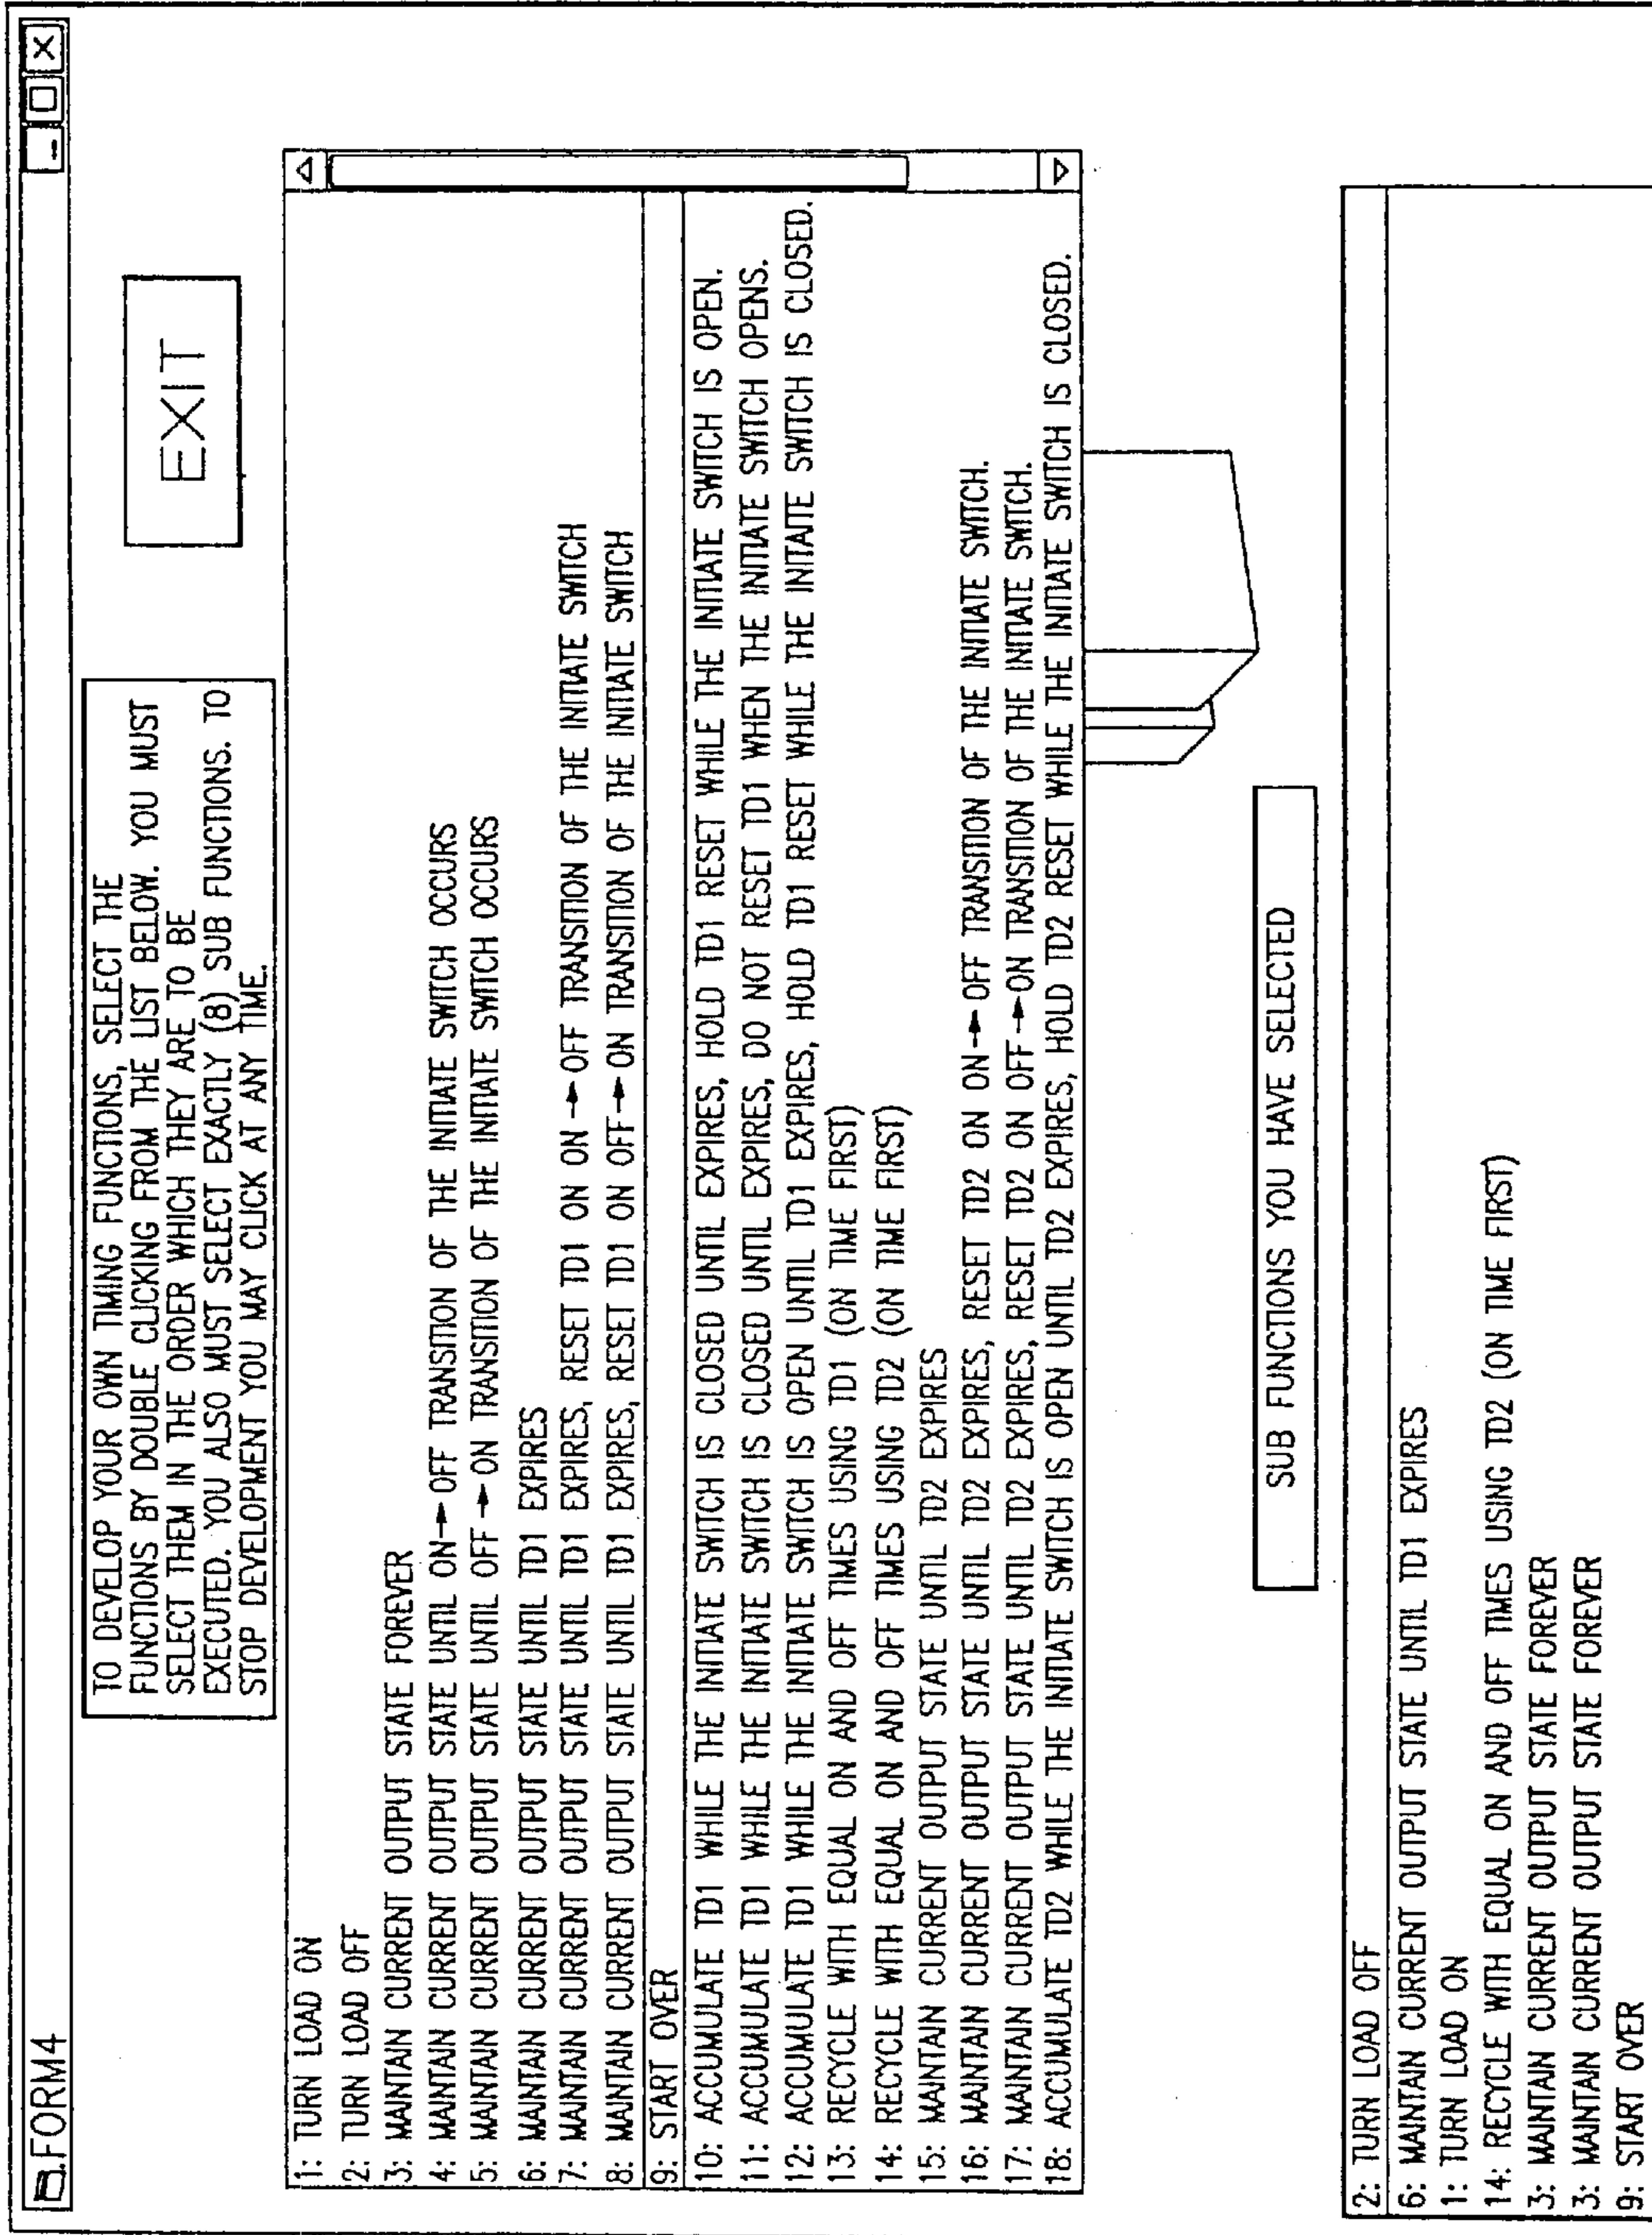 FORM4
TO DEVELOP YOUR OWN TIMING FUNCTIONS, SELECT THE
FUNCTIONS BY DOUBLE CLICKING FROM THE LIST BELOW. YOU MUST
SELECT THEM IN THE ORDER WHICH THEY ARE TO BE
EXECUTED. YOU ALSO MUST SELECT EXACTLY (8) SUB FUNCTIONS. TO
STOP DEVELOPMENT YOU MAY CLICK AT ANY TIME.
EXIT
1: TURN LOAD ON
2: TURN LOAD OFF
3: MAINTAIN CURRENT OUTPUT STATE FOREVER
4: MAINTAIN CURRENT OUTPUT STATE UNTIL ON→ OFF TRANSITION OF THE INITIATE SWITCH OCCURS
5: MAINTAIN CURRENT OUTPUT STATE UNTIL OFF → ON TRANSITION OF THE INITIATE SWITCH OCCURS
6: MAINTAIN CURRENT OUTPUT STATE UNTIL TD1 EXPIRES
7: MAINTAIN CURRENT OUTPUT STATE UNTIL TD1 EXPIRES, RESET TD1 ON ON → OFF TRANSITION OF THE INITIATE SWITCH
8: MAINTAIN CURRENT OUTPUT STATE UNTIL TD1 EXPIRES, RESET TD1 ON OFF → ON TRANSITION OF THE INITIATE SWITCH
9: START OVER
10: ACCUMULATE TD1 WHILE THE INITIATE SWITCH IS CLOSED UNTIL EXPIRES, HOLD TD1 RESET WHILE THE INITIATE SWITCH IS OPEN.
11: ACCUMULATE TD1 WHILE THE INITIATE SWITCH IS CLOSED UNTIL EXPIRES, DO NOT RESET TD1 WHEN THE INITIATE SWITCH OPENS.
12: ACCUMULATE TD1 WHILE THE INITIATE SWITCH IS OPEN UNTIL TD1 EXPIRES, HOLD TD1 RESET WHILE THE INITIATE SWITCH IS CLOSED.
13: RECYCLE WITH EQUAL ON AND OFF TIMES USING TD1 (ON TIME FIRST)
14: RECYCLE WITH EQUAL ON AND OFF TIMES USING TD2 (ON TIME FIRST)
15: MAINTAIN CURRENT OUTPUT STATE UNTIL TD2 EXPIRES
16: MAINTAIN CURRENT OUTPUT STATE UNTIL TD2 EXPIRES, RESET TD2 ON ON → OFF TRANSITION OF THE INITIATE SWITCH.
17: MAINTAIN CURRENT OUTPUT STATE UNTIL TD2 EXPIRES, RESET TD2 ON OFF → ON TRANSITION OF THE INITIATE SWITCH.
18: ACCUMULATE TD2 WHILE THE INITIATE SWITCH IS OPEN UNTIL TD2 EXPIRES, HOLD TD2 RESET WHILE THE INITIATE SWITCH IS CLOSED.
SUB FUNCTIONS YOU HAVE SELECTED
2: TURN LOAD OFF
6: MAINTAIN CURRENT OUTPUT STATE UNTIL TD1 EXPIRES
1: TURN LOAD ON
14: RECYCLE WITH EQUAL ON AND OFF TIMES USING TD2 (ON TIME FIRST)
3: MAINTAIN CURRENT OUTPUT STATE FOREVER
3: MAINTAIN CURRENT OUTPUT STATE FOREVER
9: START OVER